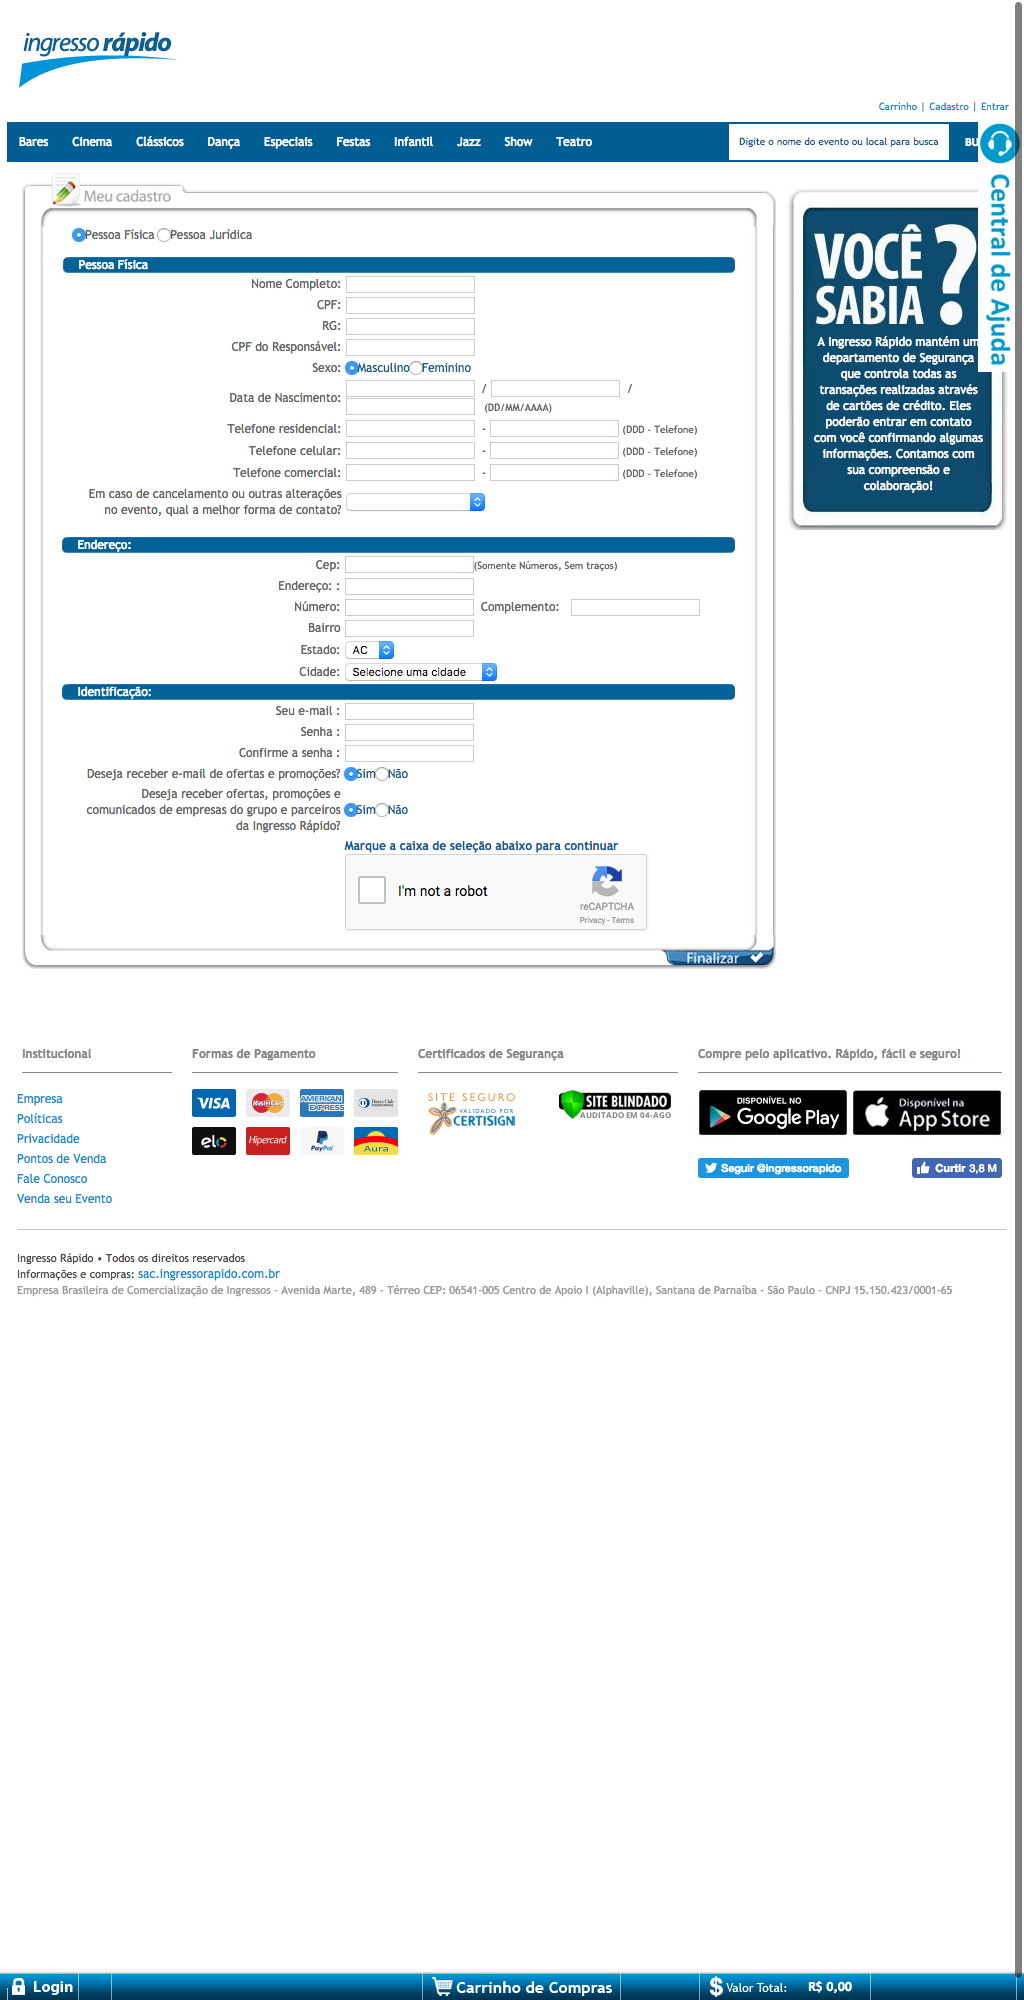 ingresso rápido
Carrinho | Cadastro | Entrar
Bares Cinema Clássicos Dança Especiais Festas Infantil Jazz Show Teatro Digite o nome do evento ou local para busca BU
Central de Ajuda
Meu cadastro
Pessoa Física Pessoa Jurídica
Pessoa Física
Nome Completo:
CPF:
RG:
CPF do Responsável:
Sexo: Masculino Feminino
Data de Nascimento: / /
(DD/MM/AAAA)
Telefone residencial: - (DDD - Telefone)
Telefone celular: - (DDD - Telefone)
Telefone comercial: - (DDD - Telefone)
Em caso de cancelamento ou outras alterações
no evento, qual a melhor forma de contato?
Endereço:
Cep: (Somente Números, Sem traços)
Endereço: :
Número: Complemento:
Bairro
Estado: AC
Cidade: Selecione uma cidade
Identificação:
Seu e-mail :
Senha :
Confirme a senha :
Deseja receber e-mail de ofertas e promoções? Sim Não
Deseja receber ofertas, promoções e
comunicados de empresas do grupo e parceiros Sim Não
da Ingresso Rápido?
Marque a caixa de seleção abaixo para continuar
I'm not a robot
reCAPTCHA
Privacy - Terms
Finalizar
VOCÊ
SABIA ?
A Ingresso Rápido mantém um
departamento de Segurança
que controla todas as
transações realizadas através
de cartões de crédito. Eles
poderão entrar em contato
com você confirmando algumas
informações. Contamos com
sua compreensão e
colaboração!
Institucional
Empresa
Políticas
Privacidade
Pontos de Venda
Fale Conosco
Venda seu Evento
Formas de Pagamento
VISA MasterCard AMERICAN EXPRESS Diners Club INTERNATIONAL
elo Hipercard PayPal Aura
Certificados de Segurança
SITE SEGURO
VALIDADO POR
CERTISIGN
SITE BLINDADO
AUDITADO EM 04-AGO
Compre pelo aplicativo. Rápido, fácil e seguro!
DISPONÍVEL NO
Google Play
Disponível na
App Store
Seguir @ingressorapido
Curtir 3,8 M
Ingresso Rápido • Todos os direitos reservados
Informações e compras: sac.ingressorapido.com.br
Empresa Brasileira de Comercialização de Ingressos - Avenida Marte, 489 - Térreo CEP: 06541-005 Centro de Apoio I (Alphaville), Santana de Parnaíba - São Paulo - CNPJ 15.150.423/0001-65
Login Carrinho de Compras $ Valor Total: R$ 0,00